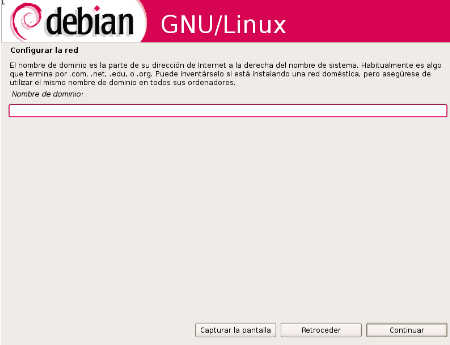 debian GNU/Linux
Configurar la red
El nombre de dominio es la parte de su dirección de Internet a la derecha del nombre de sistema. Habitualmente es algo
que termina por .com, .net, .edu, o .org. Puede inventárselo si está instalando una red doméstica, pero asegúrese de
utilizar el mismo nombre de dominio en todos sus ordenadores.
Nombre de dominio:
Capturar la pantalla Retroceder Continuar